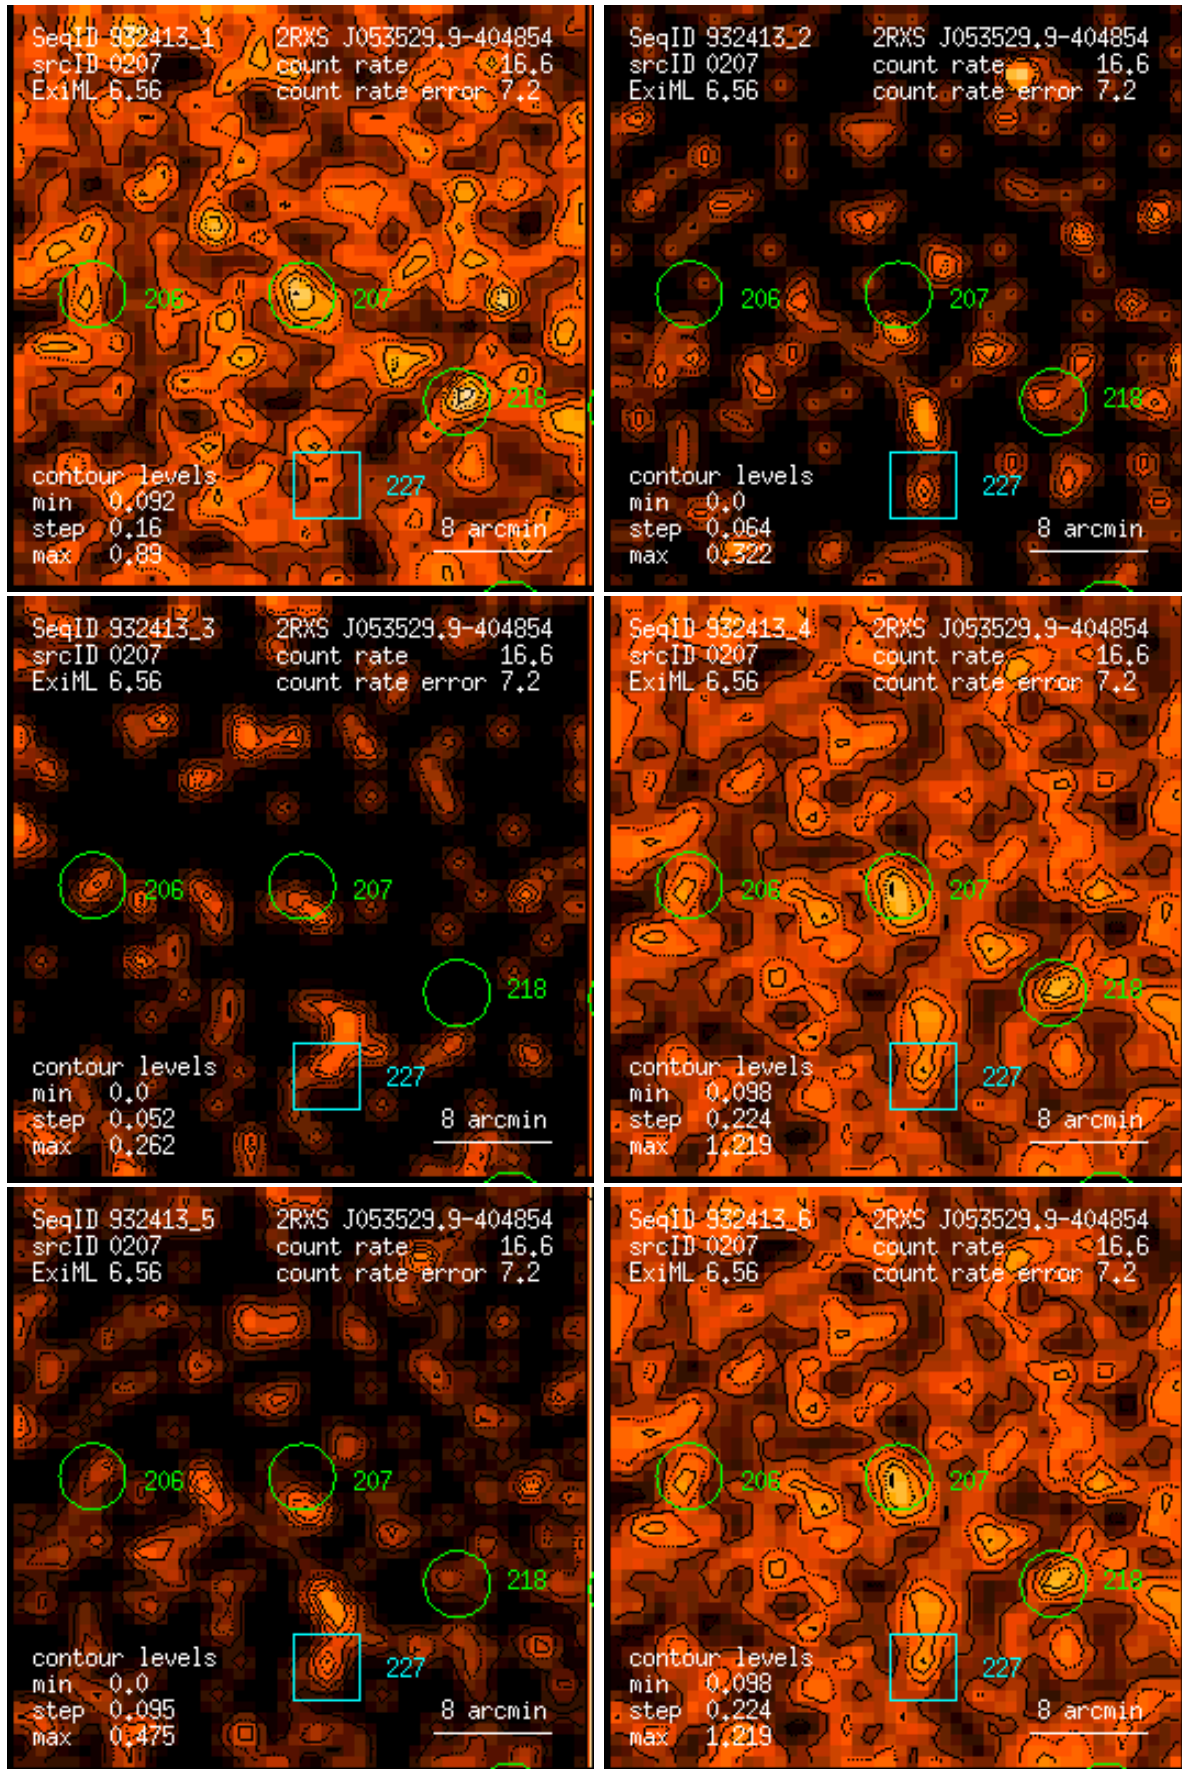 SeqID 932413_1 2RXS J053529.9-404854
srcID 0207 count rate 16.6
ExiML 6.56 count rate error 7.2
206 207
218
227
contour levels
min 0.092
step 0.16 8 arcmin
max 0.89
SeqID 932413_2 2RXS J053529.9-404854
srcID 0207 count rate 16.6
ExiML 6.56 count rate error 7.2
206 207
218
227
contour levels
min 0.0
step 0.064 8 arcmin
max 0.322
SeqID 932413_3 2RXS J053529.9-404854
srcID 0207 count rate 16.6
ExiML 6.56 count rate error 7.2
206 207
218
227
contour levels
min 0.0
step 0.052 8 arcmin
max 0.262
SeqID 932413_4 2RXS J053529.9-404854
srcID 0207 count rate 16.6
ExiML 6.56 count rate error 7.2
206 207
218
227
contour levels
min 0.098
step 0.224 8 arcmin
max 1.219
SeqID 932413_5 2RXS J053529.9-404854
srcID 0207 count rate 16.6
ExiML 6.56 count rate error 7.2
206 207
218
227
contour levels
min 0.0
step 0.095 8 arcmin
max 0.475
SeqID 932413_6 2RXS J053529.9-404854
srcID 0207 count rate 16.6
ExiML 6.56 count rate error 7.2
206 207
218
227
contour levels
min 0.098
step 0.224 8 arcmin
max 1.219